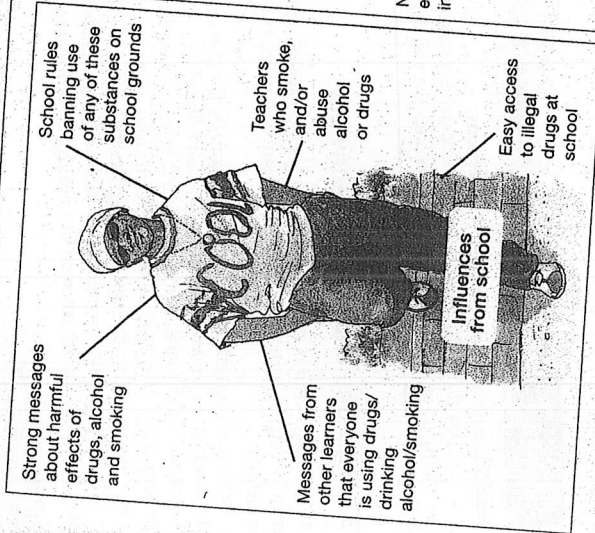 Strong messages
about harmful
effects of
drugs, alcohol
and smoking
School rules
banning use
of any of these
substances on
school grounds
Messages from
other learners
that everyone
is using drugs/
drinking
alcohol/smoking
Teachers
who smoke,
and/or
abuse
alcohol
or drugs
Easy access
to illegal
drugs at
school
Influences
from school